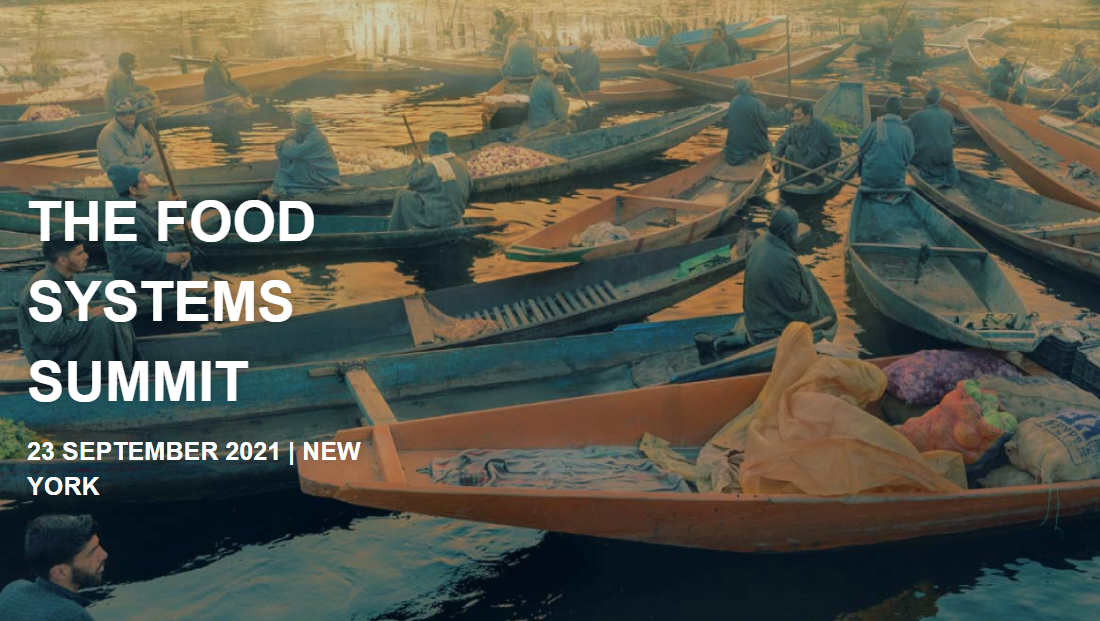 THE FOOD
SYSTEMS
SUMMIT
23 SEPTEMBER 2021 | NEW
YORK